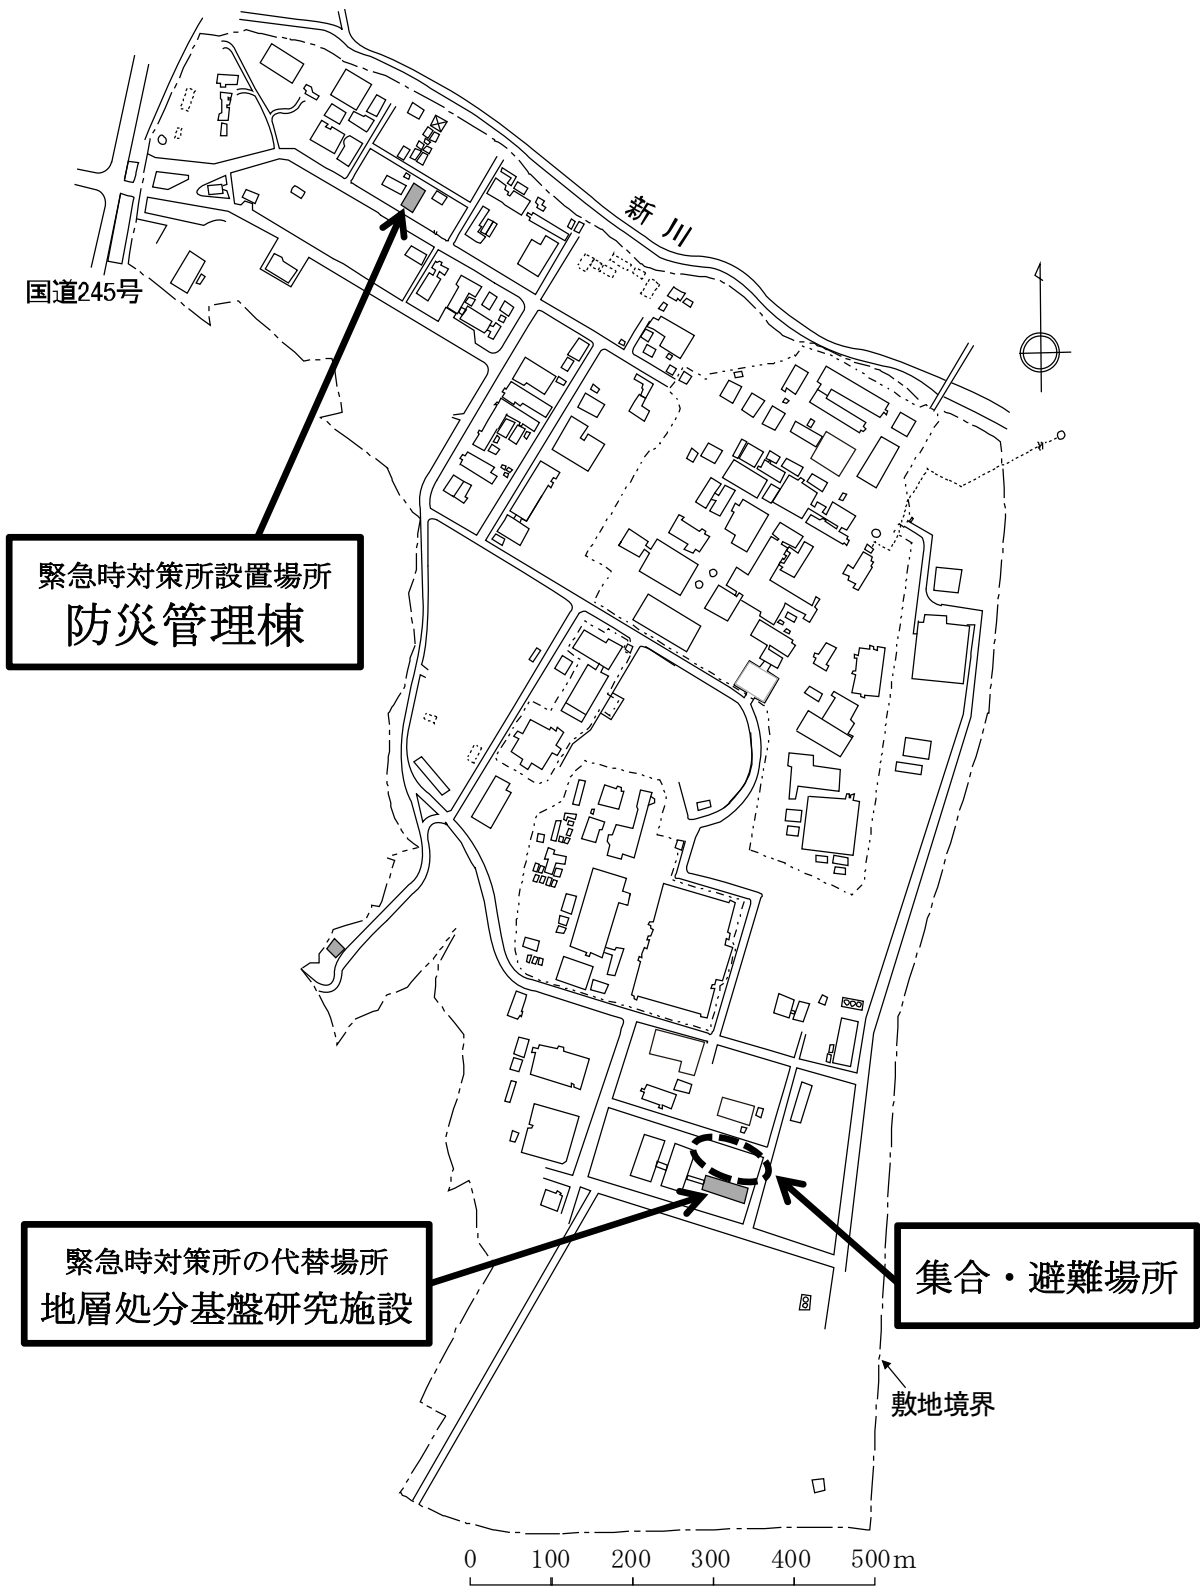 新川
国道245号
緊急時対策所設置場所
防災管理棟
緊急時対策所の代替場所
地層処分基盤研究施設
集合・避難場所
敷地境界
0 100 200 300 400 500m